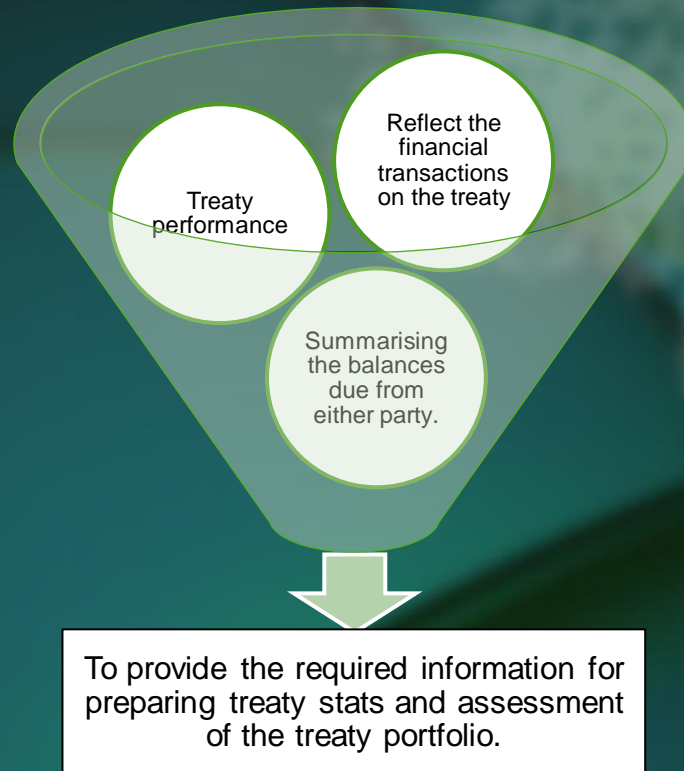 Reflect the
financial
transactions
on the treaty
Treaty
performance
Summarising
the balances
due from
either party.
To provide the required information for
preparing treaty stats and assessment
of the treaty portfolio.